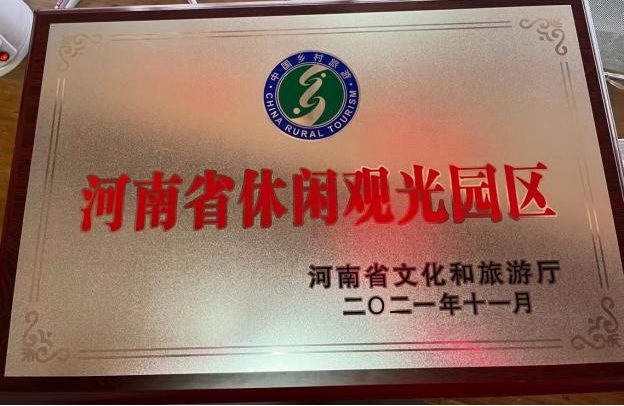 中国乡村旅游
CHINA RURAL TOURISM
河南省休闲观光园区
河南省文化和旅游厅
二〇二一年十一月